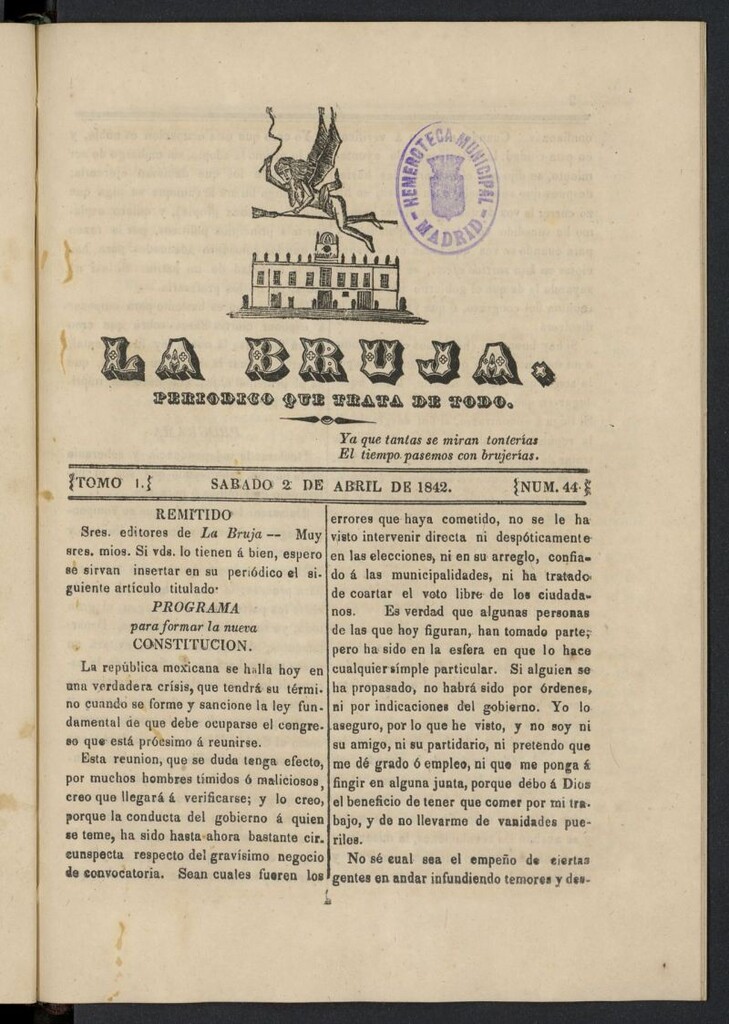 HEMEROTECA MUNICIPAL
MADRID
LA BRUJA.
PERIODICO QUE TRATA DE TODO.
Ya que tantas se miran tonterías
El tiempo pasemos con brujerías.
TOMO I.
SABADO 2 DE ABRIL DE 1842.
NUM. 44
REMITIDO
Sres. editores de La Bruja — Muy
sres. mios. Si vds. lo tienen á bien, espero
se sirvan insertar en su periódico el si-
guiente artículo titulado·
PROGRAMA
para formar la nueva
CONSTITUCION.
La república mexicana se halla hoy en
una verdadera crísis, que tendrá su térmi-
no cuando se forme y sancione la ley fun-
damental de que debe ocuparse el congre-
so que está prócsimo á reunirse.
Esta reunion, que se duda tenga efecto,
por muchos hombres tímidos ó maliciosos,
creo que llegará á verificarse; y lo creo,
porque la conducta del gobierno á quien
se teme, ha sido hasta ahora bastante cir.
cunspecta respecto del gravísimo negocio
de convocatoria. Sean cuales fueren los
errores que haya cometido, no se le ha
visto intervenir directa ni despóticamente
en las elecciones, ni en su arreglo, confia-
do á las municipalidades, ni ha tratado
de coartar el voto libre de los ciudada-
nos. Es verdad que algunas personas
de las que hoy figuran, han tomado parte;
pero ha sido en la esfera en que lo hace
cualquier simple particular. Si alguien se
ha propasado, no habrá sido por órdenes,
ni por indicaciones del gobierno. Yo lo
aseguro, por lo que he visto, y no soy ni
su amigo, ni su partidario, ni pretendo que
me dé grado ó empleo, ni que me ponga á
fingir en alguna junta, porque debo á Dios
el beneficio de tener que comer por mi tra-
bajo, y de no llevarme de vanidades pue-
riles.
No sé cual sea el empeño de ciertas
gentes en andar infundiendo temores y des-